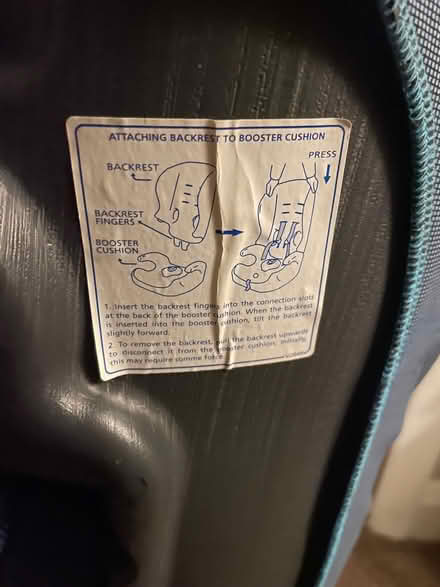 ATTACHING BACKREST TO BOOSTER CUSHION
PRESS
BACKREST
BACKREST
FINGERS
BOOSTER
CUSHION
1. Insert the backrest fingers into the connection slots
at the back of the booster cushion. When the backrest
is inserted into the booster cushion, tilt the backrest
slightly forward.
2. To remove the backrest, pull the backrest upwards
to disconnect it from the booster cushion. Initially,
this may require somme force.